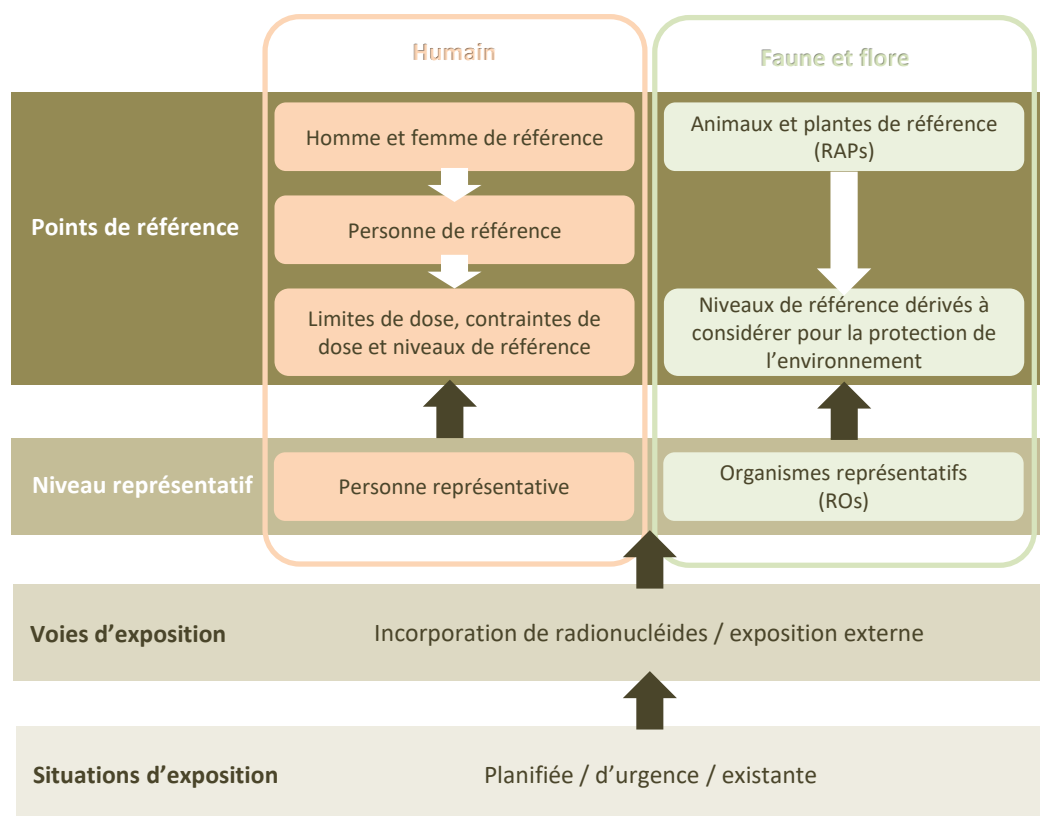 Humain
Faune et flore
Points de référence
Homme et femme de référence
Personne de référence
Limites de dose, contraintes de
dose et niveaux de référence
Animaux et plantes de référence
(RAPs)
Niveaux de référence dérivés à
considérer pour la protection de
l’environnement
Niveau représentatif
Personne représentative
Organismes représentatifs
(ROs)
Voies d’exposition
Incorporation de radionucléides / exposition externe
Situations d’exposition
Planifiée / d’urgence / existante